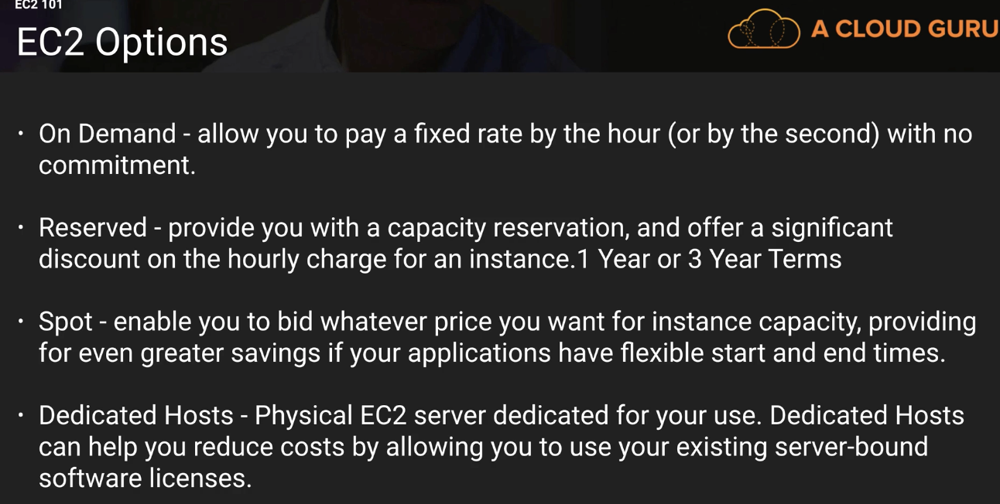 EC2 101
EC2 Options
A CLOUD GURU
· On Demand - allow you to pay a fixed rate by the hour (or by the second) with no
commitment.
· Reserved - provide you with a capacity reservation, and offer a significant
discount on the hourly charge for an instance.1 Year or 3 Year Terms
· Spot - enable you to bid whatever price you want for instance capacity, providing
for even greater savings if your applications have flexible start and end times.
· Dedicated Hosts - Physical EC2 server dedicated for your use. Dedicated Hosts
can help you reduce costs by allowing you to use your existing server-bound
software licenses.